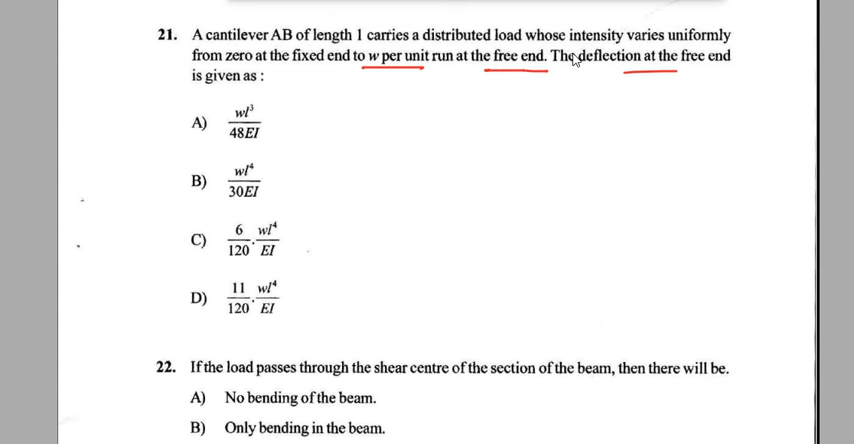 21. A cantilever AB of length l carries a distributed load whose intensity varies uniformly
from zero at the fixed end to w per unit run at the free end. The deflection at the free end
is given as :
A) wl³/48EI
B) wl⁴/30EI
C) 6/120 · wl⁴/EI
D) 11/120 · wl⁴/EI
22. If the load passes through the shear centre of the section of the beam, then there will be.
A) No bending of the beam.
B) Only bending in the beam.